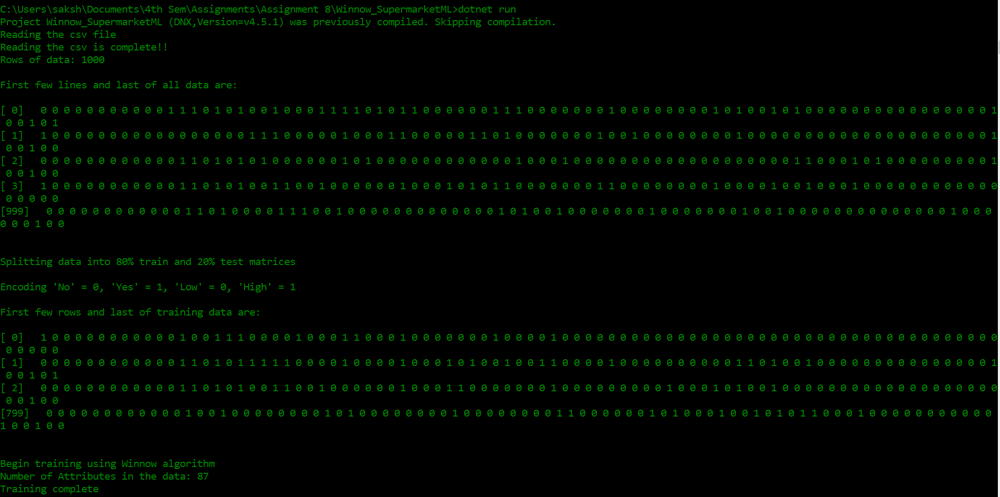 C:\Users\saksh\Documents\4th Sem\Assignments\Assignment 8\Winnow_SupermarketML>dotnet run
Project Winnow_SupermarketML (DNX,Version=v4.5.1) was previously compiled. Skipping compilation.
Reading the csv file
Reading the csv is complete!!
Rows of data: 1000
First few lines and last of all data are:
[ 0]   0 0 0 0 0 0 0 0 0 0 0 1 1 1 0 1 0 1 0 0 1 0 0 0 1 1 1 1 0 1 0 1 1 0 0 0 0 0 0 1 1 1 0 0 0 0 0 0 0 1 0 0 0 0 0 0 0 0 1 0 1 0 0 1 0 1 0 0 0 0 0 0 0 0 0 0 0 0 0 0 0 0 1
0 0 1 0 1
[ 1]   1 0 0 0 0 0 0 0 0 0 0 0 0 0 0 0 0 0 1 1 1 0 0 0 0 0 1 0 0 0 1 1 0 0 0 0 0 1 1 0 1 0 0 0 0 0 0 0 1 0 0 1 0 0 0 0 0 0 0 0 1 0 0 0 0 0 0 0 0 0 0 0 0 0 0 0 0 0 0 0 0 0 1
0 0 1 0 0
[ 2]   0 0 0 0 0 0 0 0 0 0 0 0 1 1 0 1 0 1 0 1 0 0 0 0 0 0 1 0 1 0 0 0 0 0 0 0 0 0 0 0 0 1 0 0 0 1 0 0 0 0 0 0 0 0 0 0 0 0 0 0 0 0 0 0 0 1 1 0 0 0 1 0 1 0 0 0 0 0 0 0 0 0 1
0 0 1 0 0
[ 3]   1 0 0 0 0 0 0 0 0 0 0 0 1 1 0 1 0 1 0 0 1 1 0 0 1 0 0 0 0 0 0 1 0 0 0 1 0 1 0 1 1 0 0 0 0 0 0 0 1 1 0 0 0 0 0 0 0 0 1 0 0 0 0 1 0 0 1 0 0 0 1 0 0 0 0 0 0 0 0 0 0 0 0
0 0 0 0 0
[999]   0 0 0 0 0 0 0 0 0 0 0 0 1 1 0 1 0 0 0 0 1 1 1 0 0 1 0 0 0 0 0 0 0 0 0 0 0 0 0 1 0 1 0 0 1 0 0 0 0 0 0 0 1 0 0 0 0 0 0 0 1 0 0 1 0 0 0 0 0 0 0 0 0 0 0 0 0 0 1 0 0 0
0 0 0 1 0 0
Splitting data into 80% train and 20% test matrices
Encoding 'No' = 0, 'Yes' = 1, 'Low' = 0, 'High' = 1
First few rows and last of training data are:
[ 0]   1 0 0 0 0 0 0 0 0 0 0 0 1 0 0 1 1 1 0 0 0 0 1 0 0 0 1 1 0 0 0 1 0 0 0 0 0 0 0 1 0 0 0 0 1 0 0 0 0 0 0 0 0 0 0 0 0 0 0 0 0 0 0 0 0 0 0 0 0 0 0 0 0 0 0 0 0 0 0 0 0 0 0
0 0 0 0 0
[ 1]   0 0 0 0 0 0 0 0 0 0 0 0 1 1 0 1 0 1 1 1 1 1 0 0 0 0 1 0 0 0 0 1 0 0 0 1 0 1 0 0 1 0 0 1 1 0 0 0 0 1 0 0 0 0 0 0 0 0 0 0 1 1 0 1 0 0 1 0 0 0 0 0 0 0 0 0 0 0 0 0 0 0 1
0 0 1 0 1
[ 2]   0 0 0 0 0 0 0 0 0 0 0 0 1 1 0 1 0 1 0 0 1 1 0 0 1 0 0 0 0 0 0 1 0 0 0 1 1 0 0 0 0 0 0 0 1 0 0 0 0 0 0 0 0 0 1 0 0 0 1 0 1 0 0 1 0 0 0 0 0 0 0 0 0 0 0 0 0 0 0 0 0 0 0
0 0 1 0 0
[799]   0 0 0 0 0 0 0 0 0 0 0 0 1 0 0 1 0 0 0 0 0 0 0 0 1 0 1 0 0 0 0 0 0 0 0 1 0 0 0 0 0 0 0 0 1 1 0 0 0 0 0 0 1 0 1 0 0 0 1 0 0 1 0 1 0 1 1 0 0 0 1 0 0 0 0 0 0 0 0 0 0 0
1 0 0 1 0 0
Begin training using Winnow algorithm
Number of Attributes in the data: 87
Training complete